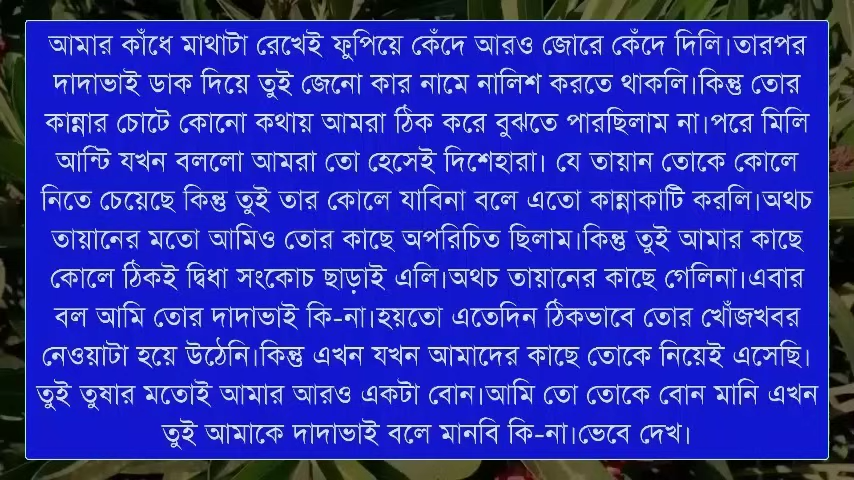 আমার কাঁধে মাথাটা রেখেই ফুপিয়ে কেঁদে আরও জোরে কেঁদে দিলি।তারপর
দাদাভাই ডাক দিয়ে তুই জেনো কার নামে নালিশ করতে থাকলি।কিন্তু তোর
কান্নার চোটে কোনো কথায় আমরা ঠিক করে বুঝতে পারছিলাম না।পরে মিলি
আন্টি যখন বললো আমরা তো হেসেই দিশেহারা। যে তায়ান তোকে কোলে
নিতে চেয়েছে কিন্তু তুই তার কোলে যাবিনা বলে এতো কান্নাকাটি করলি।অথচ
তায়ানের মতো আমিও তোর কাছে অপরিচিত ছিলাম।কিন্তু তুই আমার কাছে
কোলে ঠিকই দ্বিধা সংকোচ ছাড়াই এলি।অথচ তায়ানের কাছে গেলিনা।এবার
বল আমি তোর দাদাভাই কি-না।হয়তো এতেদিন ঠিকভাবে তোর খোঁজখবর
নেওয়াটা হয়ে উঠেনি।কিন্তু এখন যখন আমাদের কাছে তোকে নিয়েই এসেছি।
তুই তুষার মতোই আমার আরও একটা বোন।আমি তো তোকে বোন মানি এখন
তুই আমাকে দাদাভাই বলে মানবি কি-না।ভেবে দেখ।